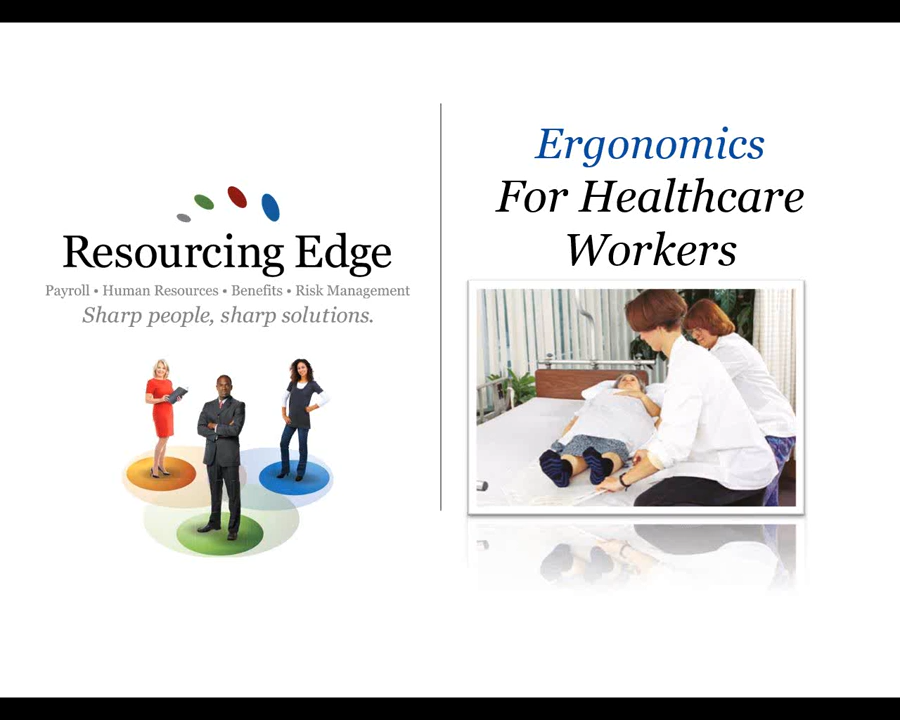 Resourcing Edge
Payroll • Human Resources • Benefits • Risk Management
Sharp people, sharp solutions.
Ergonomics
For Healthcare
Workers